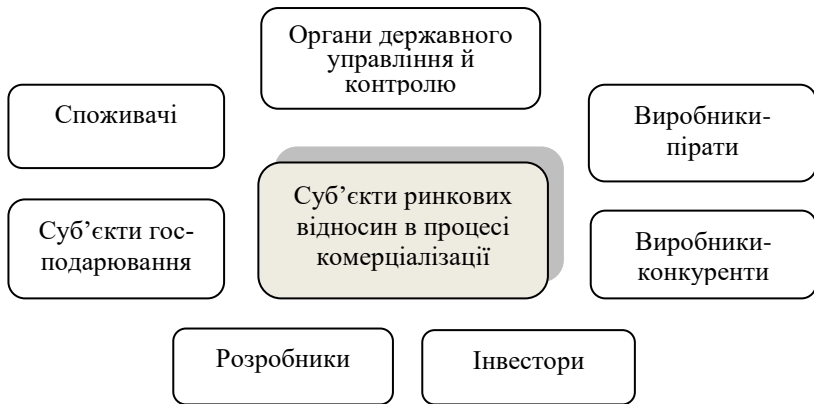 Органи державного
управління й
контролю
Споживачі
Виробники-
пірати
Суб’єкти ринкових
відносин в процесі
комерціалізації
Суб’єкти гос-
подарювання
Виробники-
конкуренти
Розробники
Інвестори